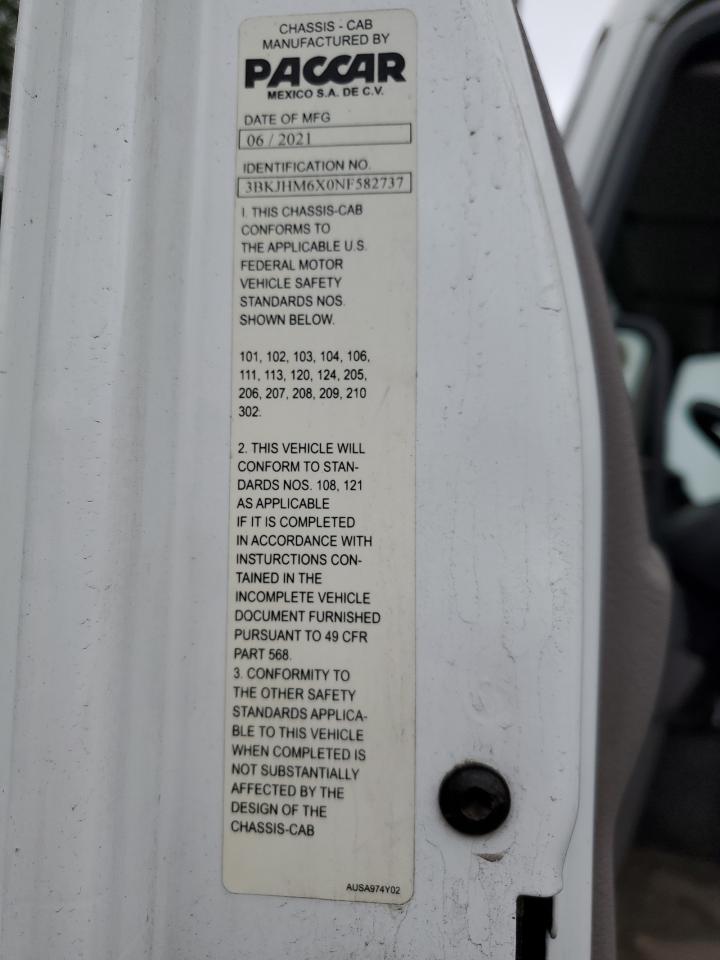 CHASSIS - CAB
MANUFACTURED BY
PACCAR
MEXICO S.A. DE C.V.
DATE OF MFG
06 / 2021
IDENTIFICATION NO.
3BKJHM6X0NF582737
1. THIS CHASSIS-CAB
CONFORMS TO
THE APPLICABLE U.S.
FEDERAL MOTOR
VEHICLE SAFETY
STANDARDS NOS.
SHOWN BELOW.
101, 102, 103, 104, 106,
111, 113, 120, 124, 205,
206, 207, 208, 209, 210
302.
2. THIS VEHICLE WILL
CONFORM TO STAN-
DARDS NOS. 108, 121
AS APPLICABLE
IF IT IS COMPLETED
IN ACCORDANCE WITH
INSTURCTIONS CON-
TAINED IN THE
INCOMPLETE VEHICLE
DOCUMENT FURNISHED
PURSUANT TO 49 CFR
PART 568.
3. CONFORMITY TO
THE OTHER SAFETY
STANDARDS APPLICA-
BLE TO THIS VEHICLE
WHEN COMPLETED IS
NOT SUBSTANTIALLY
AFFECTED BY THE
DESIGN OF THE
CHASSIS-CAB
AUSA974Y02